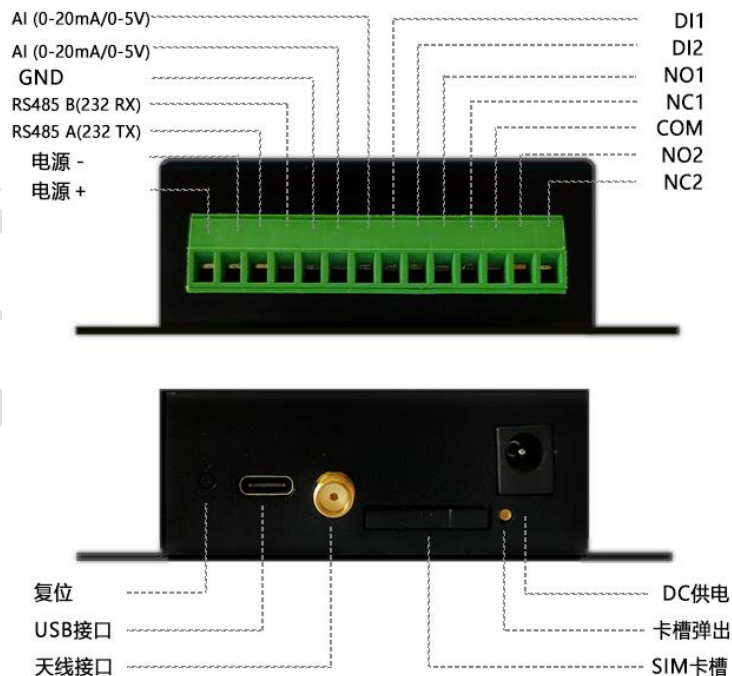 AI (0-20mA/0-5V)
AI (0-20mA/0-5V)
GND
RS485 B(232 RX)
RS485 A(232 TX)
电源 -
电源 +
DI1
DI2
NO1
NC1
COM
NO2
NC2
复位
USB接口
天线接口
DC供电
卡槽弹出
SIM卡槽